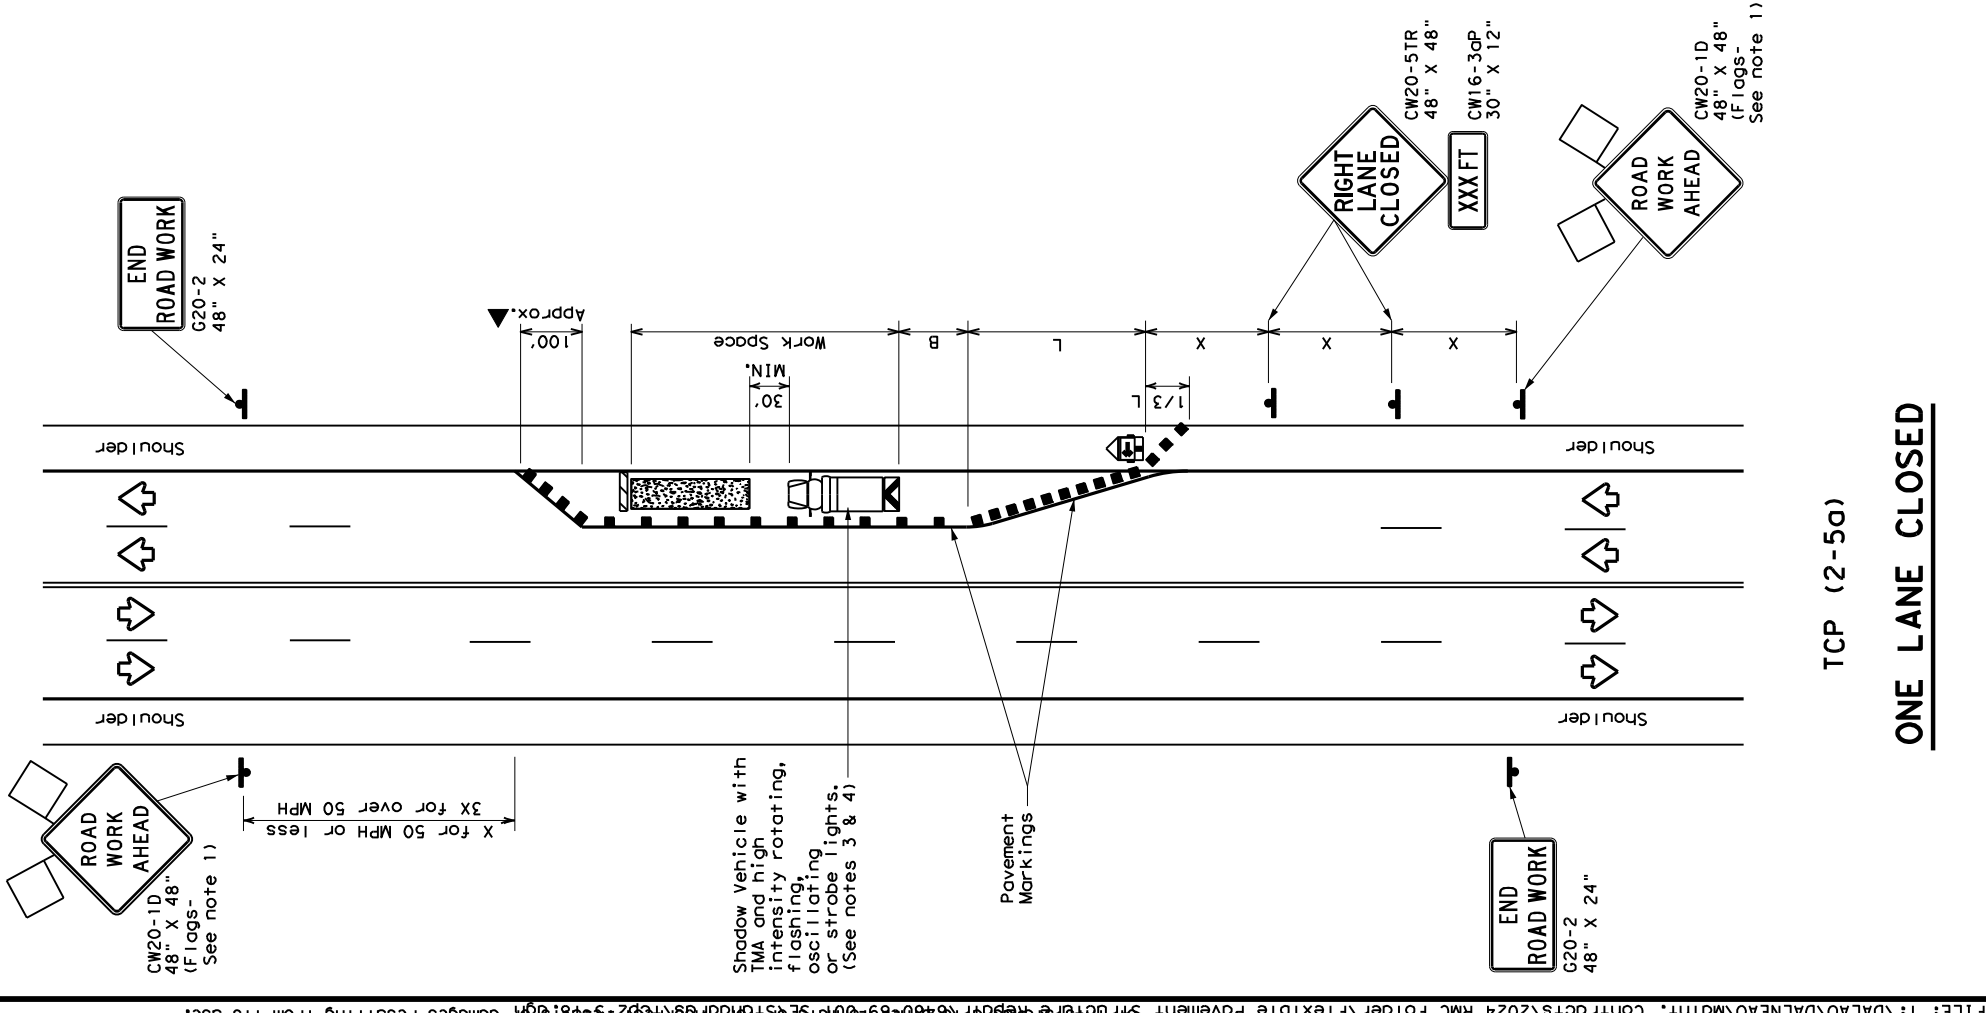 END
ROAD WORK
G20-2
48" X 24"
RIGHT
LANE
CLOSED
XXX FT
CW20-5TR
48" X 48"
CW16-3aP
30" X 12"
ROAD
WORK
AHEAD
CW20-1D
48" X 48"
(Flags-
See note 1)
100'
Approx.
Work Space
B
L
X
X
X
30'
MIN.
1/3 L
Shoulder
Shoulder
Shoulder
Shoulder
ROAD
WORK
AHEAD
CW20-1D
48" X 48"
(Flags-
See note 1)
X for 50 MPH or less
3X for over 50 MPH
Shadow Vehicle with
TMA and high
intensity rotating,
flashing,
oscillating
or strobe lights.
(See notes 3 & 4)
Pavement
Markings
END
ROAD WORK
G20-2
48" X 24"
TCP (2-5a)
ONE LANE CLOSED